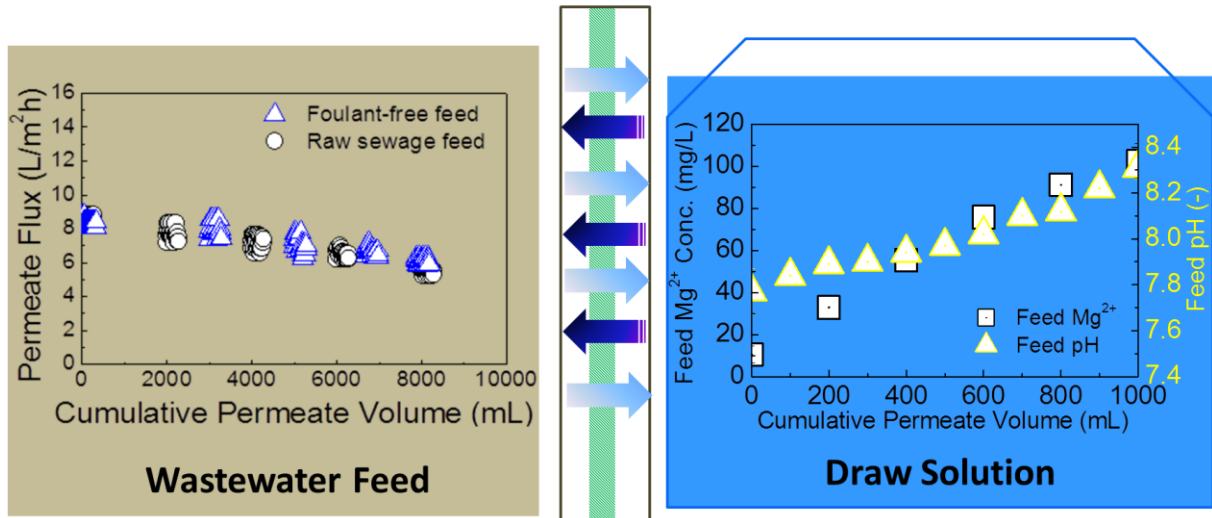 16
14
12
10
8
6
4
2
0
Permeate Flux (L/m²h)
Foulant-free feed
Raw sewage feed
0 2000 4000 6000 8000 10000
Cumulative Permeate Volume (mL)
Wastewater Feed
120
100
80
60
40
20
0
Feed Mg²⁺ Conc. (mg/L)
8.4
8.2
8.0
7.8
7.6
7.4
Feed pH (-)
Feed Mg²⁺
Feed pH
0 200 400 600 800 1000
Cumulative Permeate Volume (mL)
Draw Solution